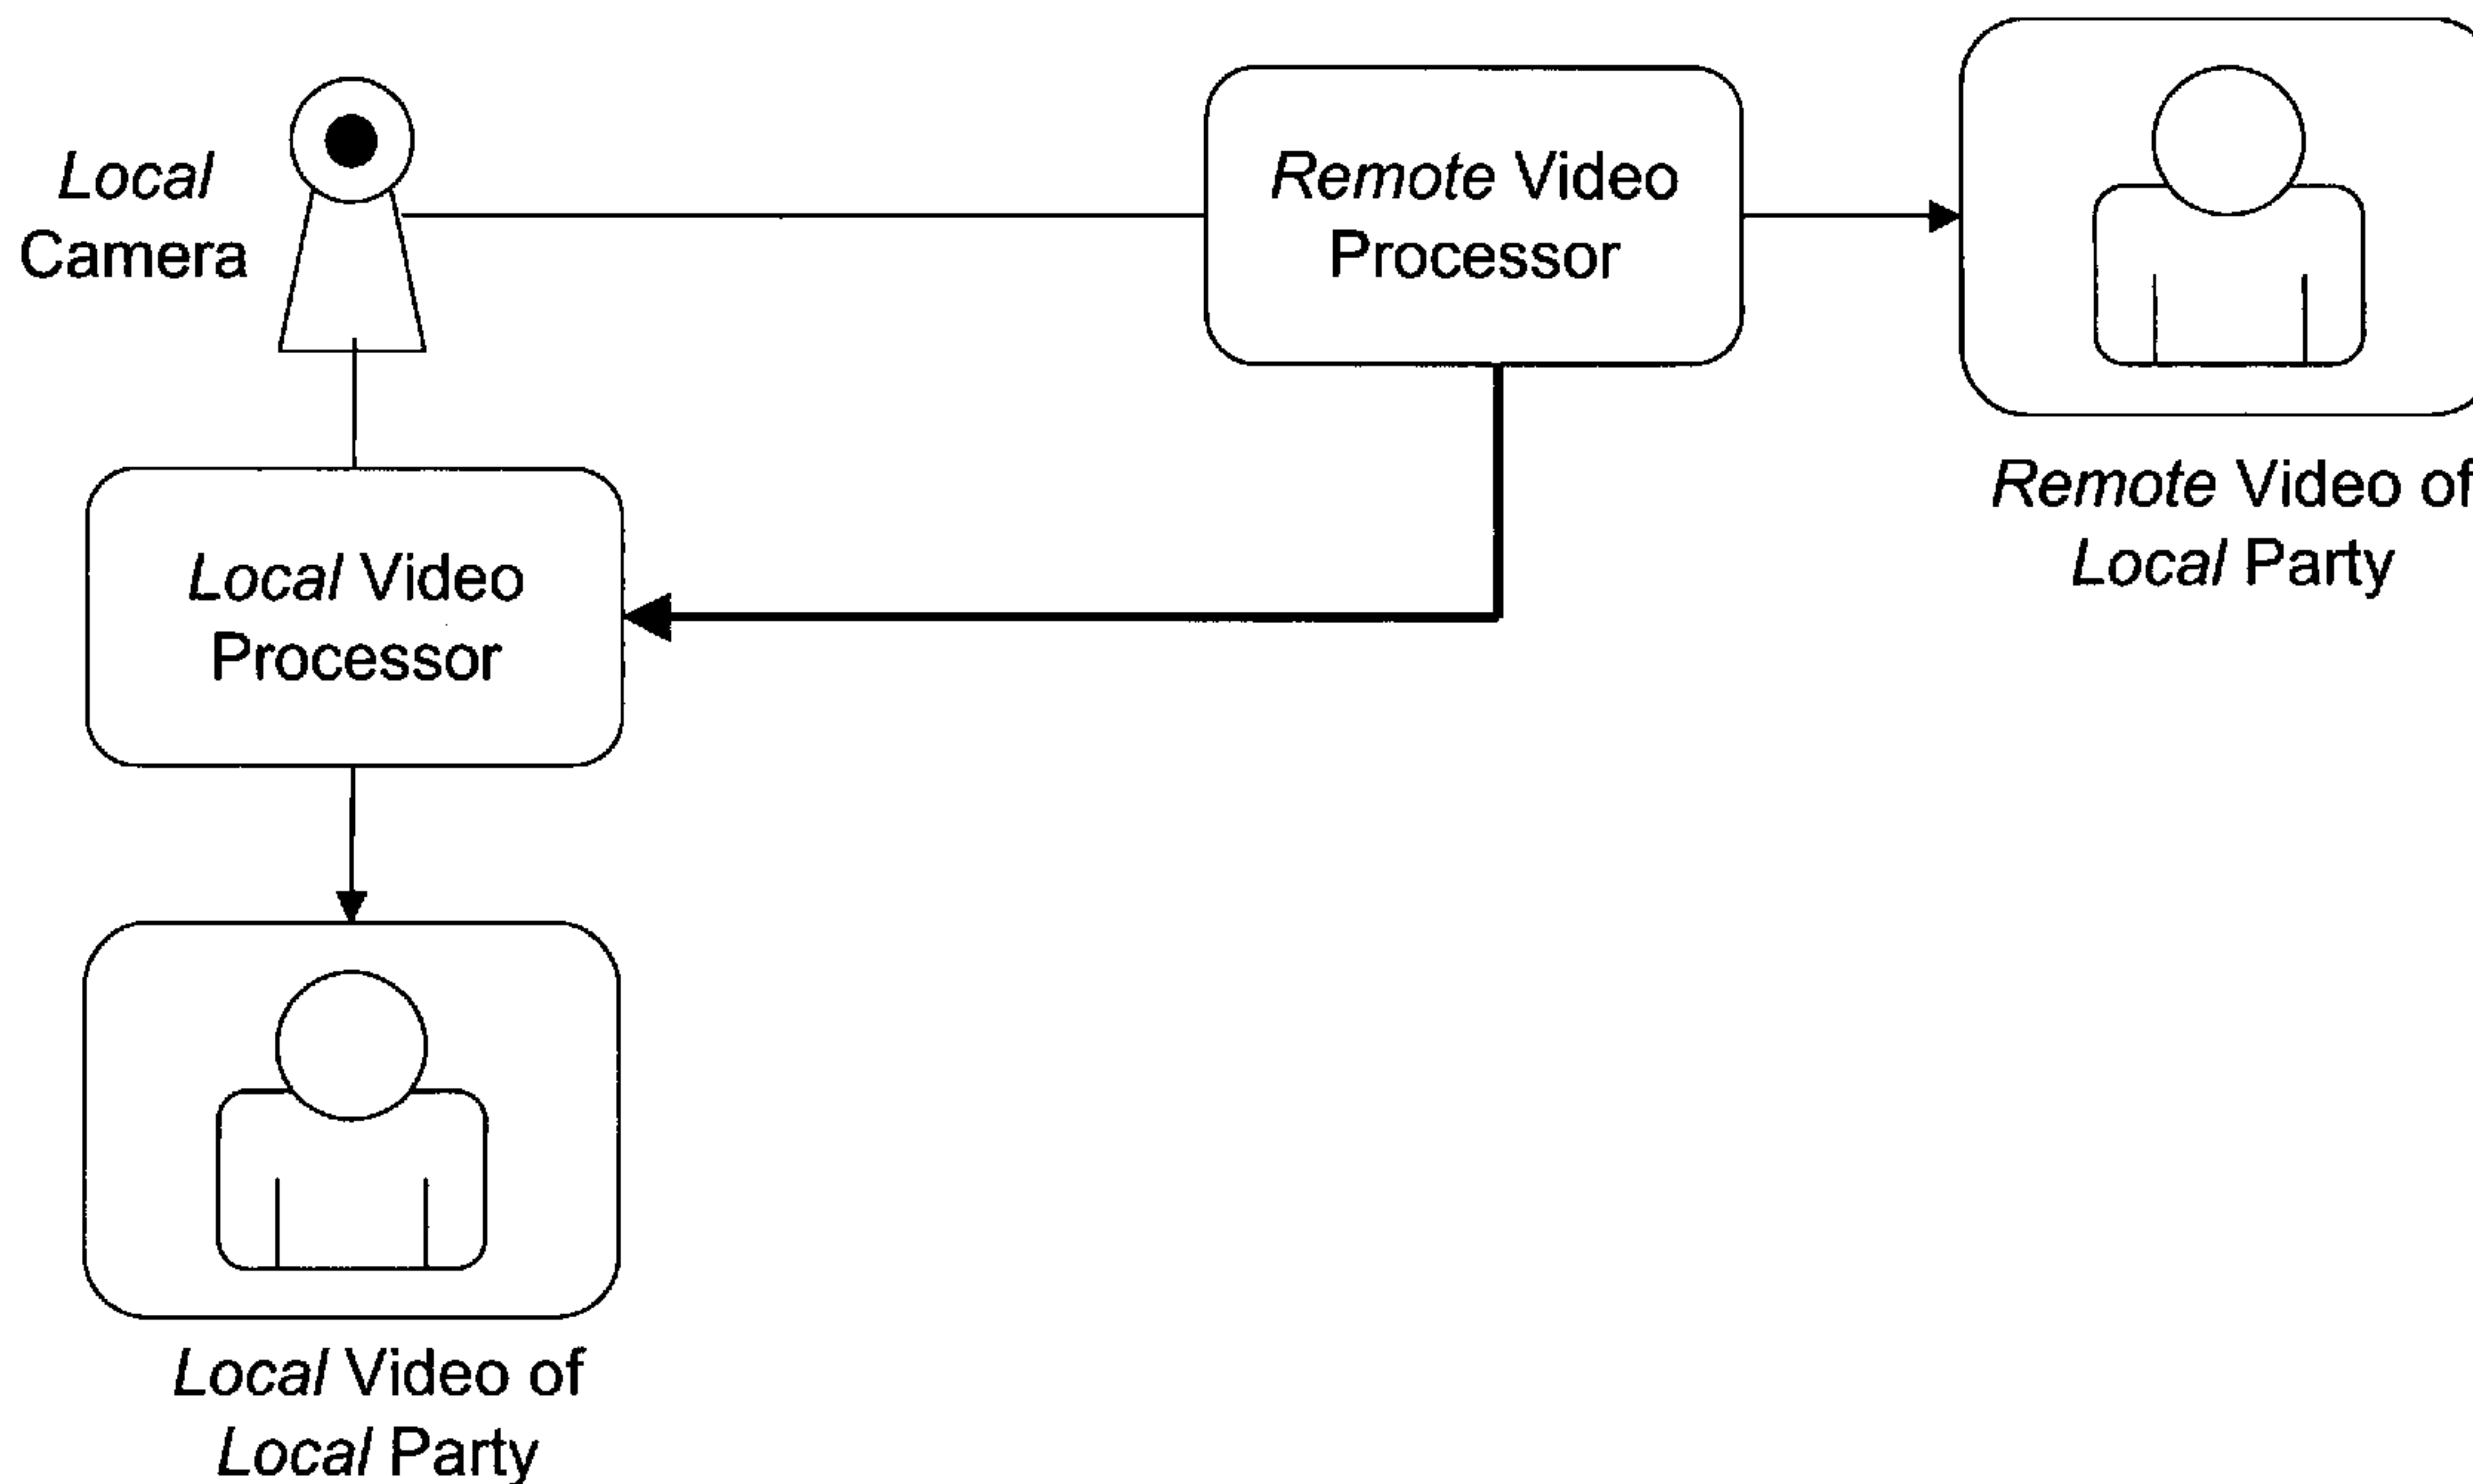 Local
Camera
Remote Video
Processor
Remote Video of
Local Party
Local Video
Processor
Local Video of
Local Party